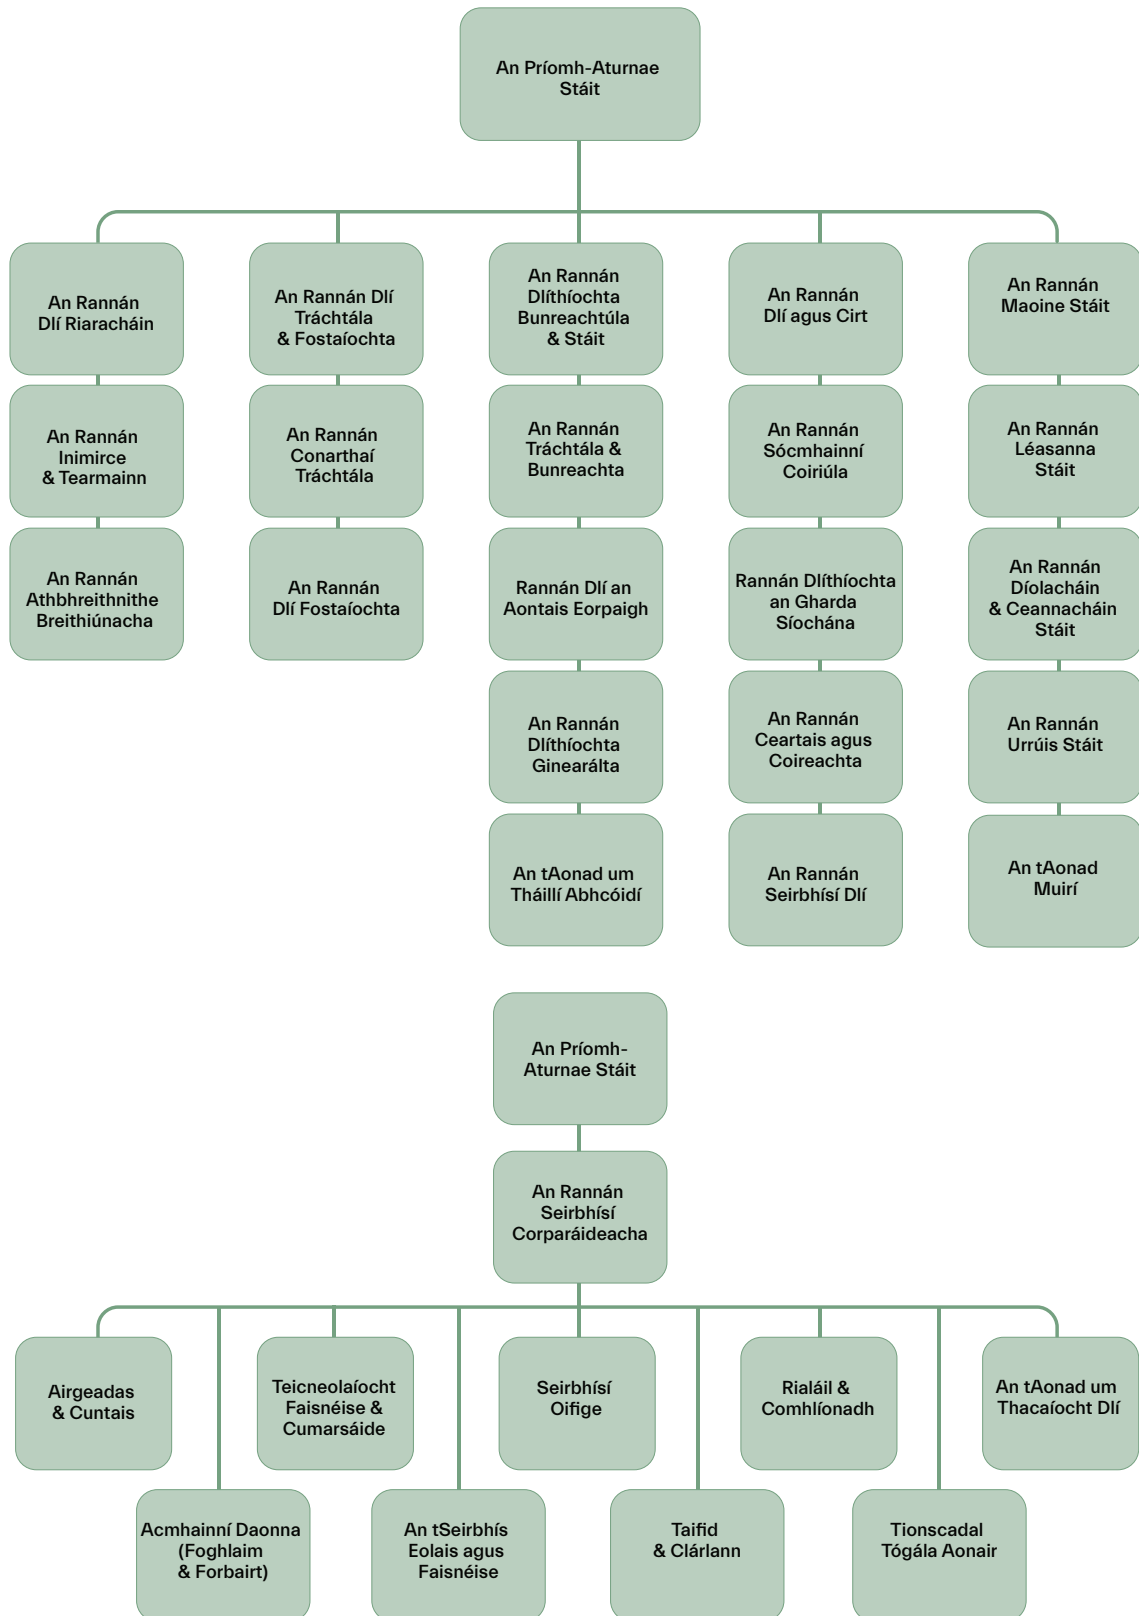 An Príomh-Aturnae
Stáit
An Rannán
Dlí Riaracháin
An Rannán Dlí
Tráchtála
& Fostaíochta
An Rannán
Dlíthíochta
Bunreachtúla
& Stáit
An Rannán
Dlí agus Cirt
An Rannán
Maoine Stáit
An Rannán
Inimirce
& Tearmainn
An Rannán
Conarthaí
Tráchtála
An Rannán
Tráchtála &
Bunreachta
An Rannán
Sócmhainní
Coiriúla
An Rannán
Léasanna
Stáit
An Rannán
Athbhreithnithe
Breithiúnacha
An Rannán
Dlí Fostaíochta
Rannán Dlí an
Aontais Eorpaigh
Rannán Dlíthíochta
an Gharda
Síochána
An Rannán
Díolacháin
& Ceannacháin
Stáit
An Rannán
Dlíthíochta
Ginearálta
An Rannán
Ceartais agus
Coireachta
An Rannán
Urrúis Stáit
An tAonad um
Tháillí Abhcóidí
An Rannán
Seirbhísí Dlí
An tAonad
Muirí
An Príomh-
Aturnae Stáit
An Rannán
Seirbhísí
Corparáideacha
Airgeadas
& Cuntais
Teicneolaíocht
Faisnéise &
Cumarsáide
Seirbhísí
Oifige
Rialáil &
Comhlíonadh
An tAonad um
Thacaíocht Dlí
Acmhainní Daonna
(Foghlaim
& Forbairt)
An tSeirbhís
Eolais agus
Faisnéise
Taifid
& Clárlann
Tionscadal
Tógála Aonair